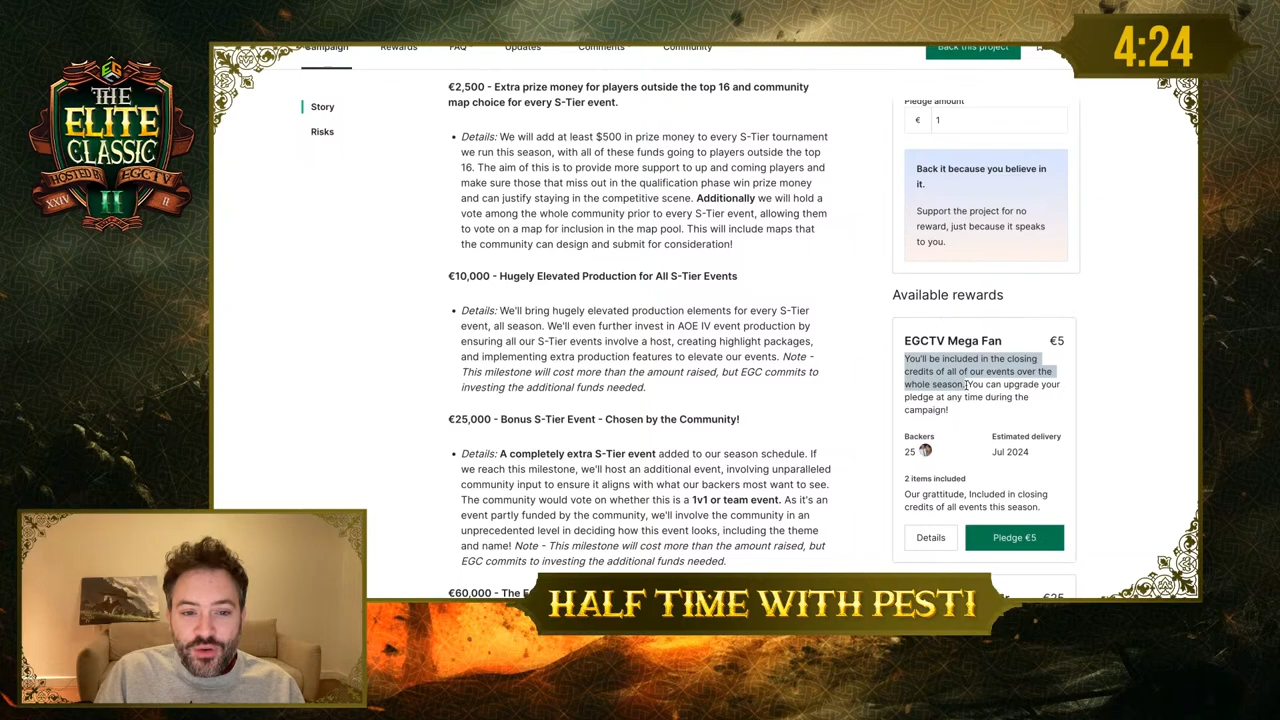 THE
ELITE
CLASSIC
HOSTED BY EGCTV
XXIV II II
4:24
Campaign Rewards FAQ Updates Comments Community
Back this project
Story
Risks
€2,500 - Extra prize money for players outside the top 16 and community
map choice for every S-Tier event.
• Details: We will add at least $500 in prize money to every S-Tier tournament
we run this season, with all of these funds going to players outside the top
16. The aim of this is to provide more support to up and coming players and
make sure those that miss out in the qualification phase win prize money
and can justify staying in the competitive scene. Additionally we will hold a
vote among the whole community prior to every S-Tier event, allowing them
to vote on a map for inclusion in the map pool. This will include maps that
the community can design and submit for consideration!
€10,000 - Hugely Elevated Production for All S-Tier Events
• Details: We'll bring hugely elevated production elements for every S-Tier
event, all season. We'll even further invest in AOE IV event production by
ensuring all our S-Tier events involve a host, creating highlight packages,
and implementing extra production features to elevate our events. Note -
This milestone will cost more than the amount raised, but EGC commits to
investing the additional funds needed.
€25,000 - Bonus S-Tier Event - Chosen by the Community!
• Details: A completely extra S-Tier event added to our season schedule. If
we reach this milestone, we'll host an additional event, involving unparalleled
community input to ensure it aligns with what our backers most want to see.
The community would vote on whether this is a 1v1 or team event. As it's an
event partly funded by the community, we'll involve the community in an
unprecedented level in deciding how this event looks, including the theme
and name! Note - This milestone will cost more than the amount raised, but
EGC commits to investing the additional funds needed.
€60,000 - The E
Pledge amount
€ 1
Back it because you believe in
it.
Support the project for no
reward, just because it speaks
to you.
Available rewards
EGCTV Mega Fan €5
You'll be included in the closing
credits of all of our events over the
whole season. You can upgrade your
pledge at any time during the
campaign!
Backers Estimated delivery
25 Jul 2024
2 items included
Our gratitude, Included in closing
credits of all events this season.
Details Pledge €5
€25
HALF TIME WITH PESTI